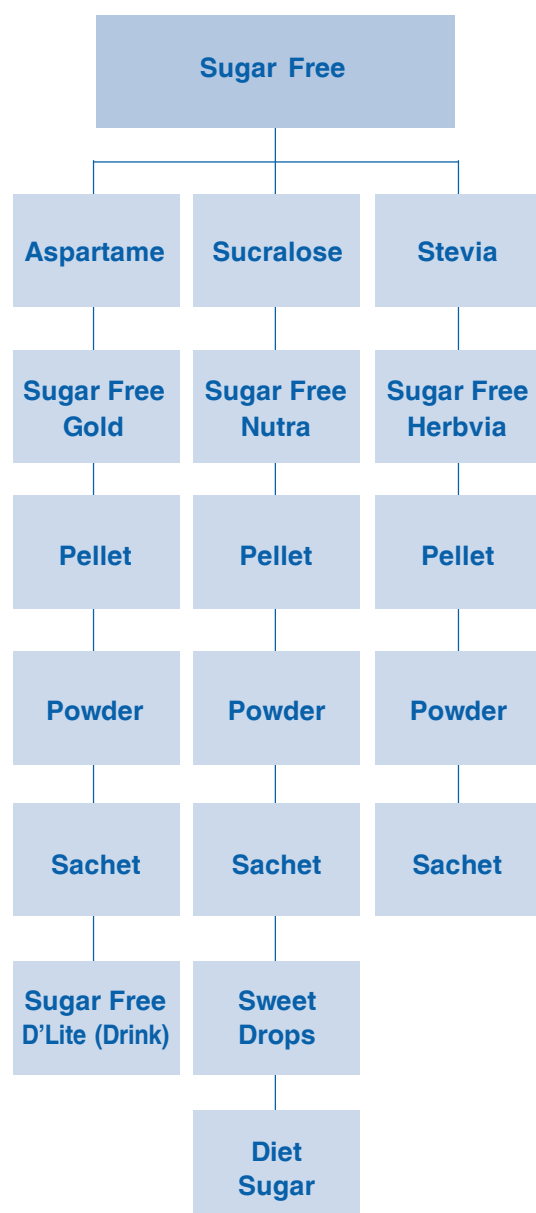 Sugar Free
Aspartame
Sucralose
Stevia
Sugar Free
Gold
Sugar Free
Nutra
Sugar Free
Herbvia
Pellet
Pellet
Pellet
Powder
Powder
Powder
Sachet
Sachet
Sachet
Sugar Free
D’Lite (Drink)
Sweet
Drops
Diet
Sugar